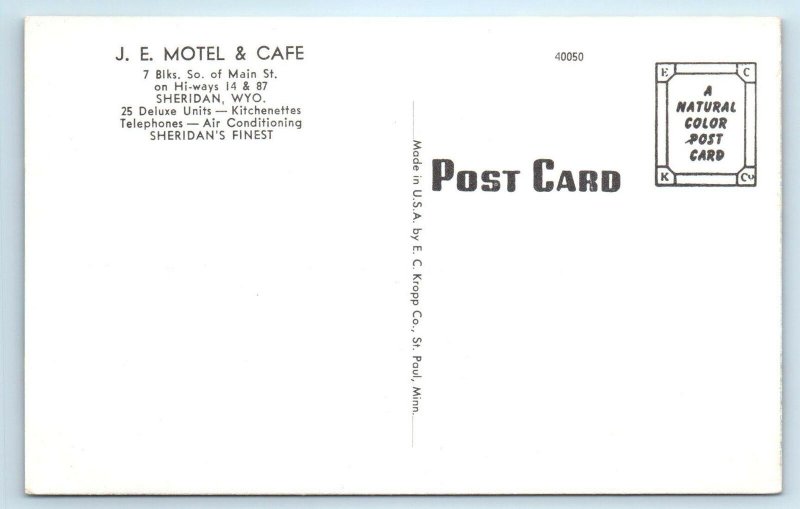 J. E. MOTEL & CAFE
7 Blks. So. of Main St.
on Hi-ways 14 & 87
SHERIDAN, WYO.
25 Deluxe Units — Kitchenettes
Telephones — Air Conditioning
SHERIDAN'S FINEST
Made in U.S.A. by E. C. Kropp Co., St. Paul, Minn.
40050
POST CARD
E C
A
NATURAL
COLOR
POST
CARD
K Co